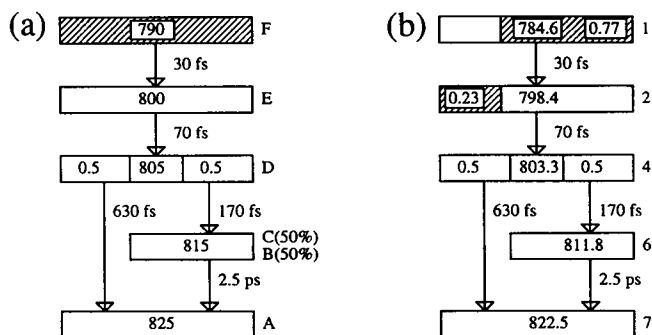 (a)
790 F
30 fs
800 E
70 fs
0.5 805 0.5 D
630 fs 170 fs
C(50%)
815
B(50%)
2.5 ps
825 A
(b)
784.6 0.77 1
30 fs
0.23 798.4 2
70 fs
0.5 803.3 0.5 4
630 fs 170 fs
811.8 6
2.5 ps
822.5 7